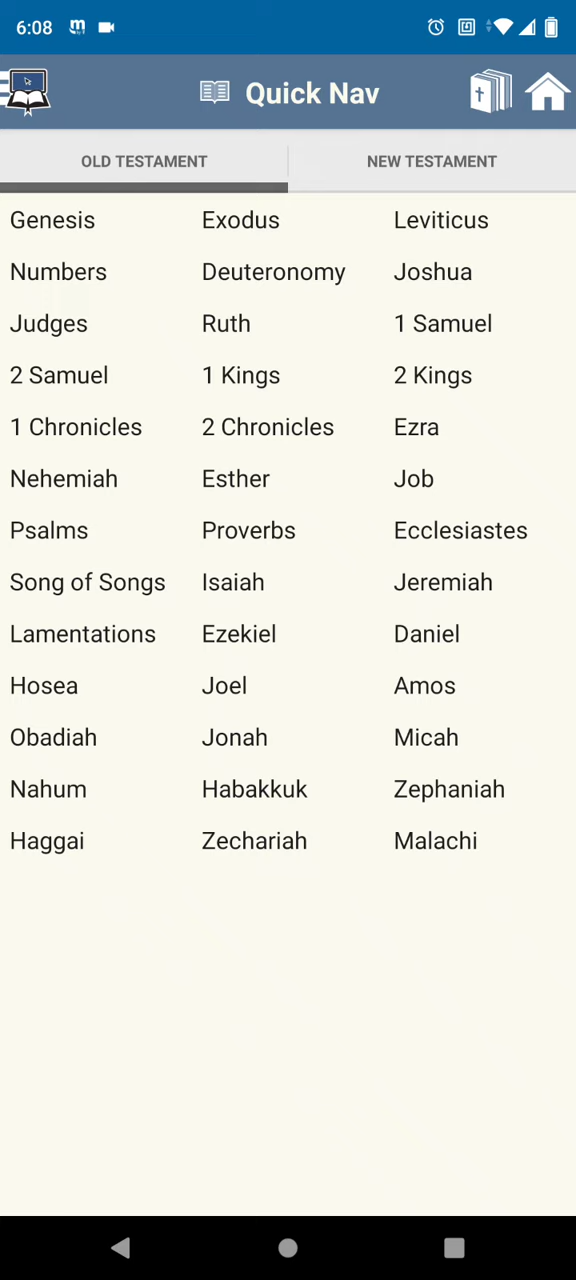 6:08
Quick Nav
OLD TESTAMENT NEW TESTAMENT
Genesis Exodus Leviticus
Numbers Deuteronomy Joshua
Judges Ruth 1 Samuel
2 Samuel 1 Kings 2 Kings
1 Chronicles 2 Chronicles Ezra
Nehemiah Esther Job
Psalms Proverbs Ecclesiastes
Song of Songs Isaiah Jeremiah
Lamentations Ezekiel Daniel
Hosea Joel Amos
Obadiah Jonah Micah
Nahum Habakkuk Zephaniah
Haggai Zechariah Malachi